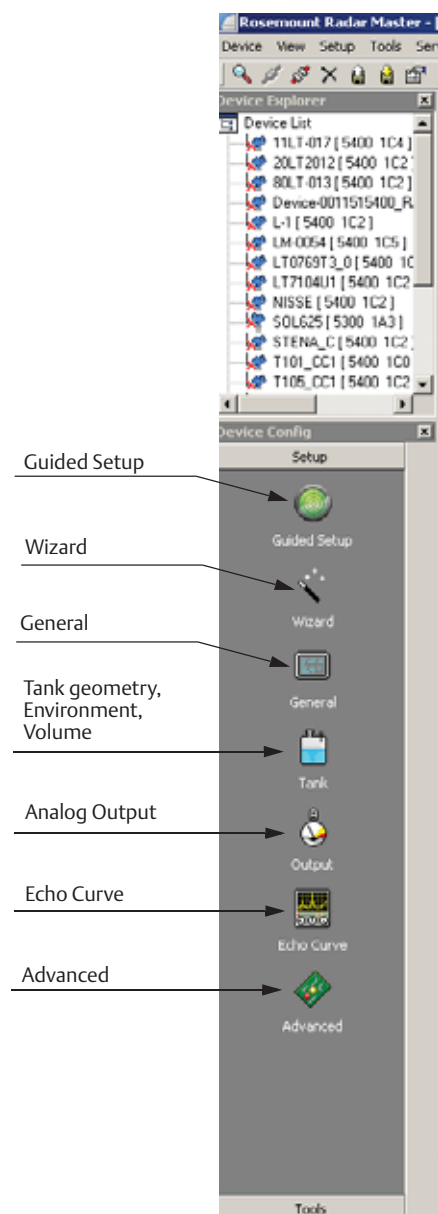 Rosemount Radar Master - [
Device View Setup Tools Ser
Device Explorer
Device List
11LT-017 [ 5400 1C4 ]
20LT2012 [ 5400 1C2 ]
80LT-013 [ 5400 1C2 ]
Device-0011515400_R
L-1 [ 5400 1C2 ]
LM-0054 [ 5400 1C5 ]
LT0769T3_0 [ 5400 1C
LT7104U1 [ 5400 1C2
NISSE [ 5400 1C2 ]
SOL625 [ 5300 1A3 ]
STENA_C [ 5400 1C2 ]
T101_CC1 [ 5400 1C0
T105_CC1 [ 5400 1C2
Device Config
Setup
Guided Setup
Guided Setup
Wizard
Wizard
General
General
Tank geometry,
Environment,
Volume
Tank
Analog Output
Output
Echo Curve
Echo Curve
Advanced
Advanced
Tools